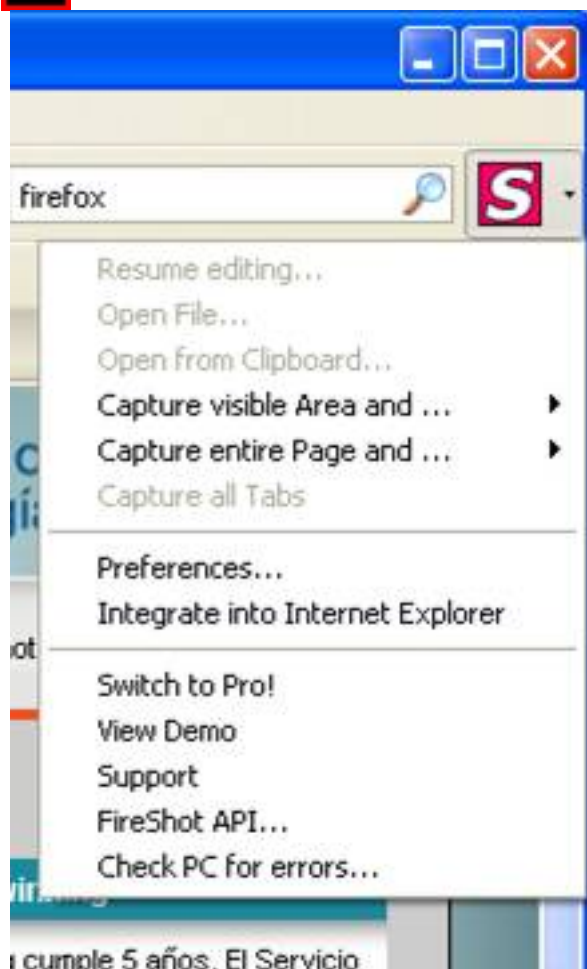 firefox
S
Resume editing...
Open File...
Open from Clipboard...
Capture visible Area and ...
Capture entire Page and ...
Capture all Tabs
Preferences...
Integrate into Internet Explorer
Switch to Pro!
View Demo
Support
FireShot API...
Check PC for errors...
cumple 5 años. El Servicio